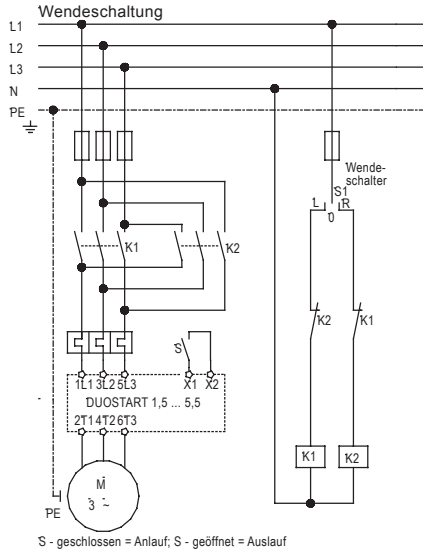 Wendeschaltung
L1
L2
L3
N
PE
Wende-
schalter
S1
L R
0
K1 K2
K2 K1
S
1L1 3L2 5L3 X1 X2
DUOSTART 1,5 ... 5,5
2T1 4T2 6T3
K1 K2
M
3 ~
PE
S - geschlossen = Anlauf; S - geöffnet = Auslauf